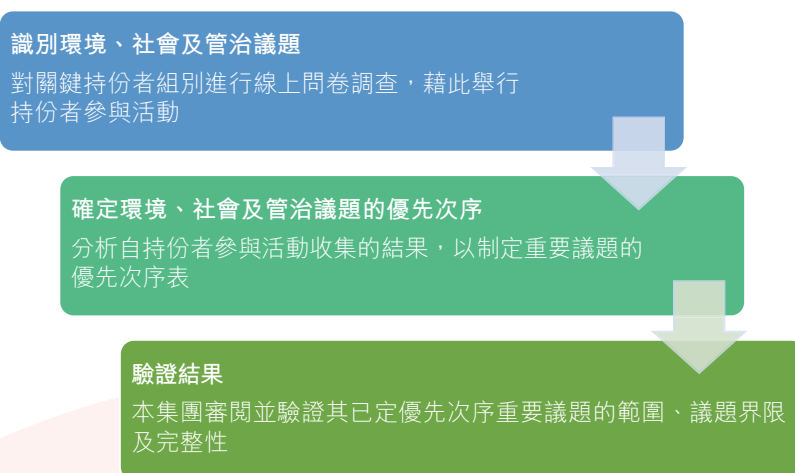 識別環境、社會及管治議題
對關鍵持份者組別進行線上問卷調查，藉此舉行
持份者參與活動
確定環境、社會及管治議題的優先次序
分析自持份者參與活動收集的結果，以制定重要議題的
優先次序表
驗證結果
本集團審閱並驗證其已定優先次序重要議題的範圍、議題界限
及完整性